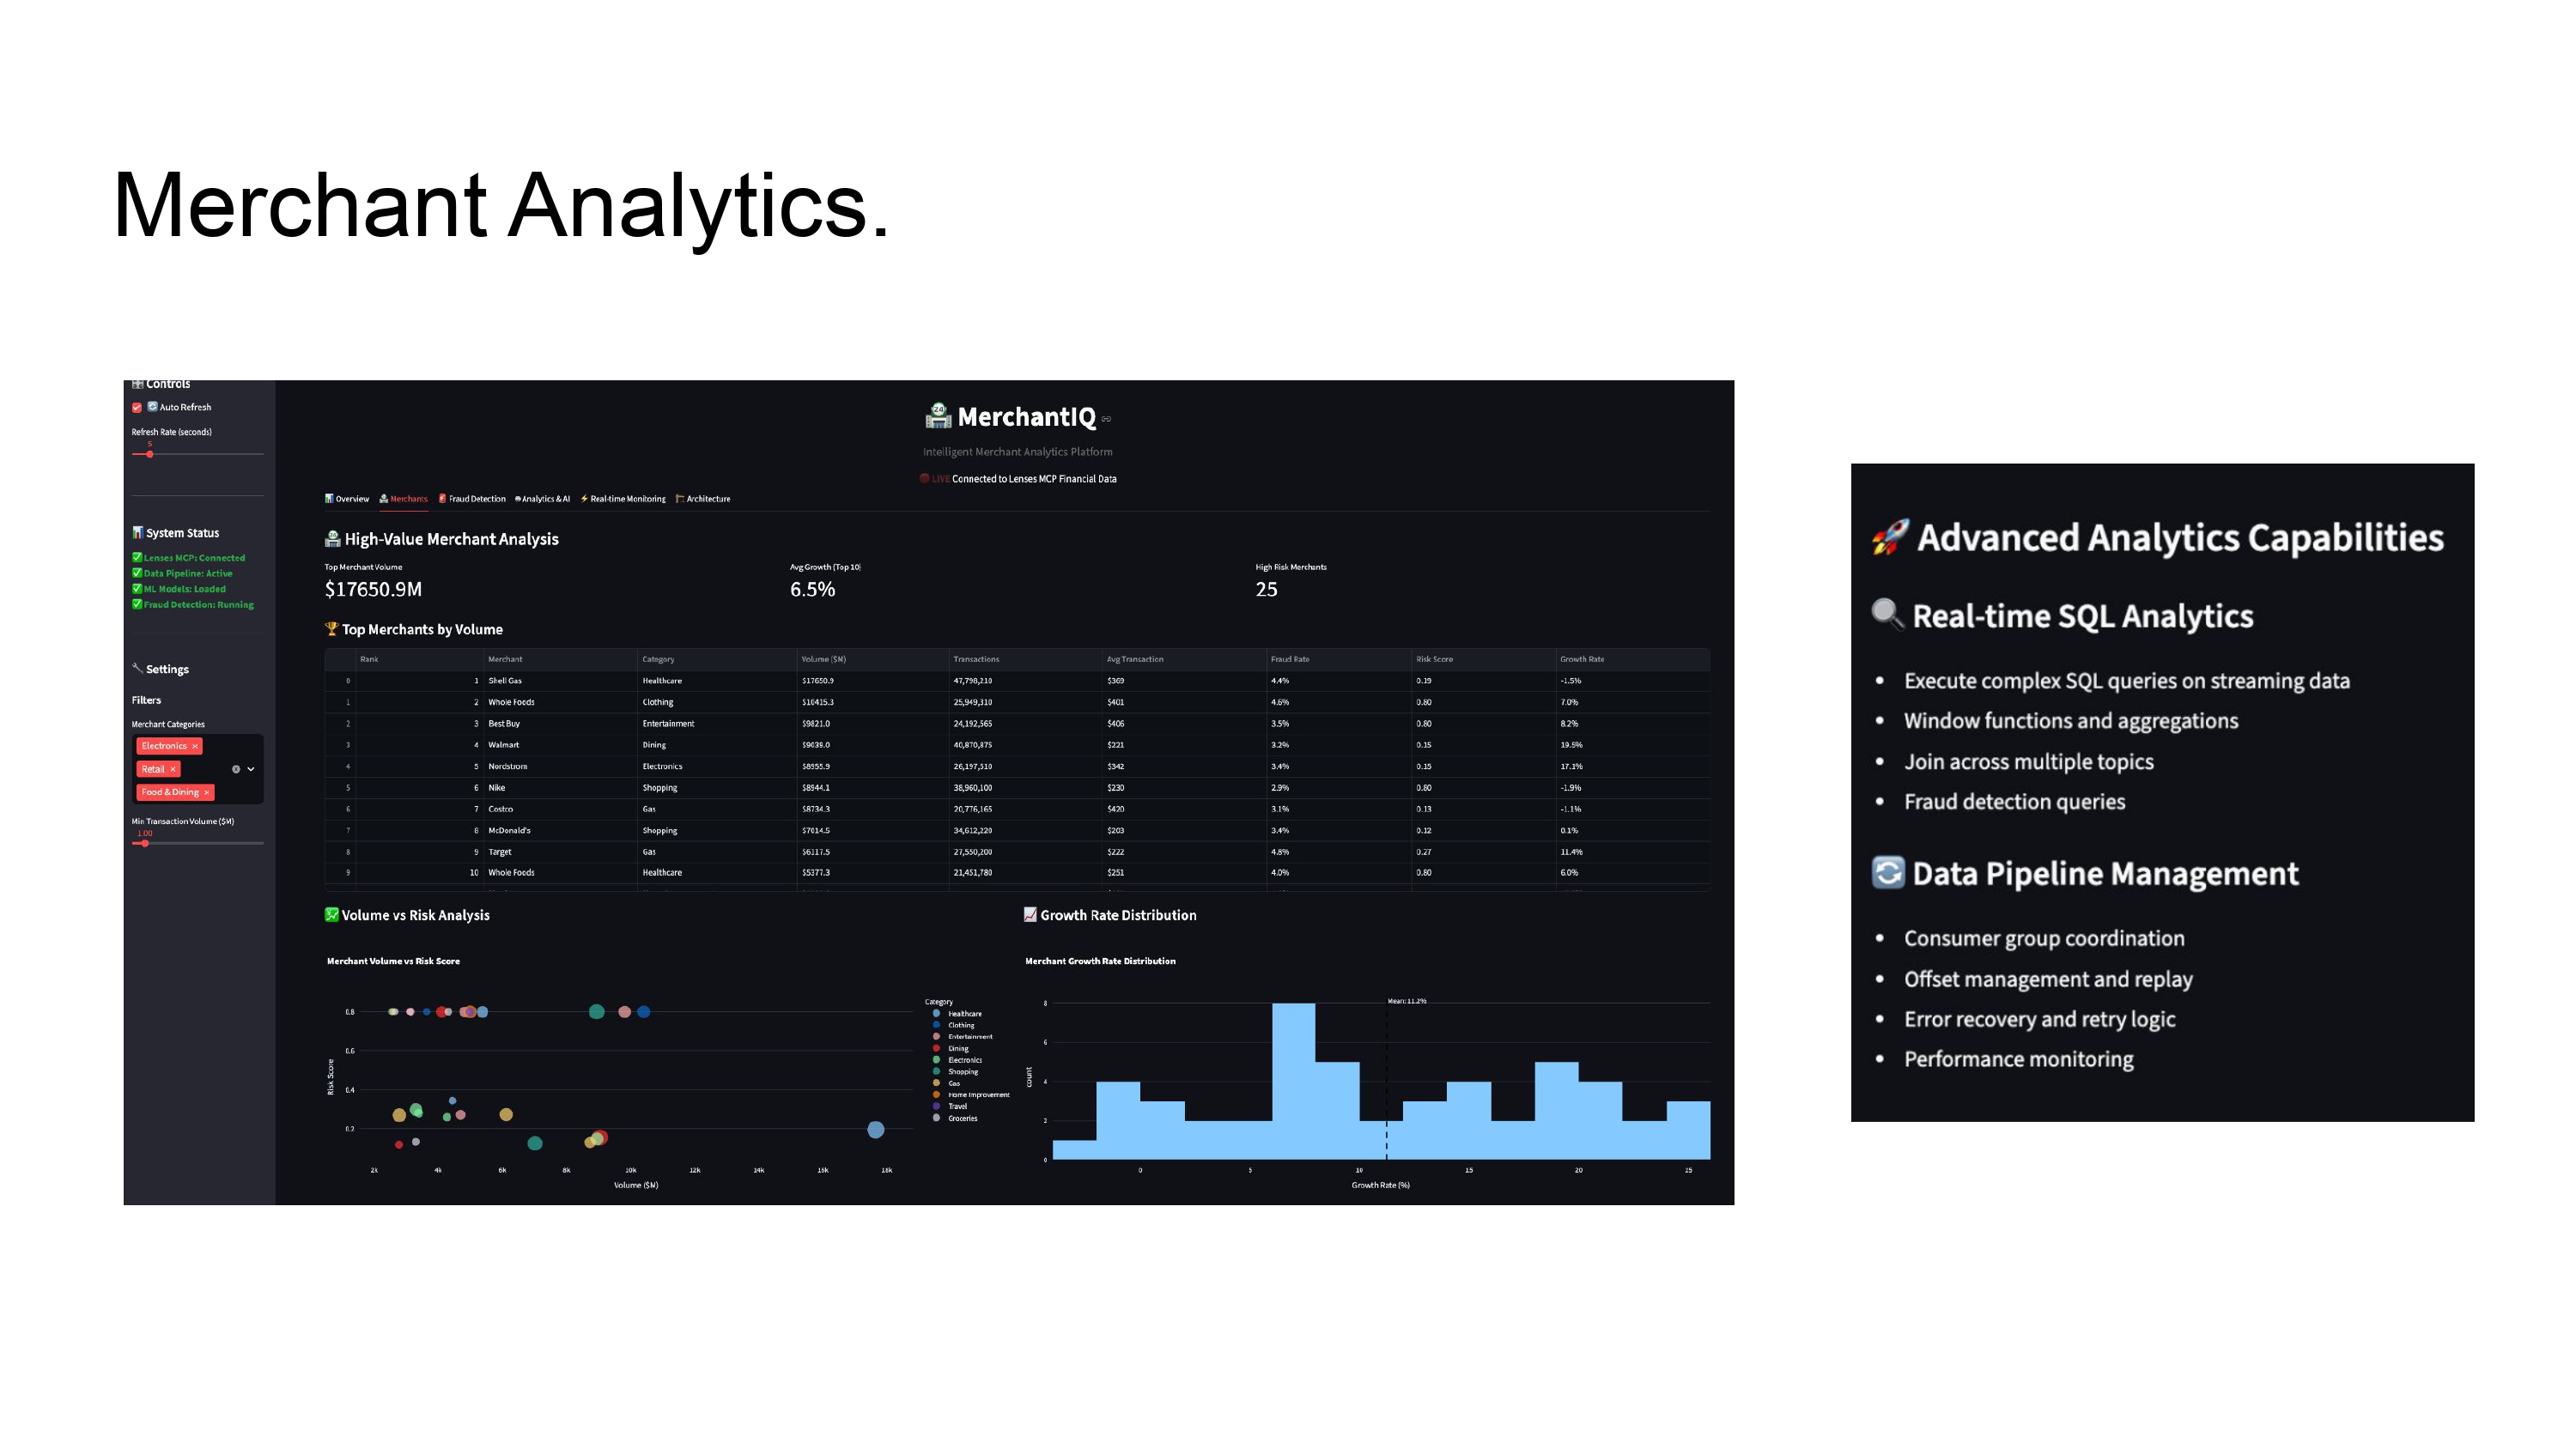 Merchant Analytics.
Controls
Auto Refresh
Refresh Rate (seconds)
5
System Status
Lenses MCP: Connected
Data Pipeline: Active
ML Models: Loaded
Fraud Detection: Running
Settings
Filters
Merchant Categories
Electronics ×
Retail ×
Food & Dining ×
Min Transaction Volume ($M)
1.00
MerchantIQ
Intelligent Merchant Analytics Platform
LIVE Connected to Lenses MCP Financial Data
Overview Merchants Fraud Detection Analytics & AI Real-time Monitoring Architecture
High-Value Merchant Analysis
Top Merchant Volume Avg Growth (Top 10) High Risk Merchants
$17650.9M 6.5% 25
Top Merchants by Volume
Rank Merchant Category Volume ($M) Transactions Avg Transaction Fraud Rate Risk Score Growth Rate
0 1 Shell Gas Healthcare $17650.9 47,798,210 $369 4.4% 0.19 -1.5%
1 2 Whole Foods Clothing $10415.3 25,949,310 $401 4.6% 0.80 7.0%
2 3 Best Buy Entertainment $9821.0 24,192,565 $406 3.5% 0.80 8.2%
3 4 Walmart Dining $9039.0 40,870,875 $221 3.2% 0.15 19.5%
4 5 Nordstrom Electronics $8955.9 26,197,510 $342 3.4% 0.15 17.1%
5 6 Nike Shopping $8944.1 38,960,100 $230 2.9% 0.80 -1.9%
6 7 Costco Gas $8734.3 20,776,165 $420 3.1% 0.13 -1.1%
7 8 McDonald's Shopping $7014.5 34,612,220 $203 3.4% 0.12 0.1%
8 9 Target Gas $6117.5 27,550,200 $222 4.8% 0.27 11.4%
9 10 Whole Foods Healthcare $5377.3 21,451,780 $251 4.0% 0.80 6.0%
Volume vs Risk Analysis
Merchant Volume vs Risk Score
Risk Score
0.8
0.6
0.4
0.2
2k 4k 6k 8k 10k 12k 14k 16k 18k
Volume ($M)
Category
Healthcare
Clothing
Entertainment
Dining
Electronics
Shopping
Gas
Home Improvement
Travel
Groceries
Growth Rate Distribution
Merchant Growth Rate Distribution
Mean: 11.2%
count
8
6
4
2
0
0 5 10 15 20 25
Growth Rate (%)
Advanced Analytics Capabilities
Real-time SQL Analytics
• Execute complex SQL queries on streaming data
• Window functions and aggregations
• Join across multiple topics
• Fraud detection queries
Data Pipeline Management
• Consumer group coordination
• Offset management and replay
• Error recovery and retry logic
• Performance monitoring